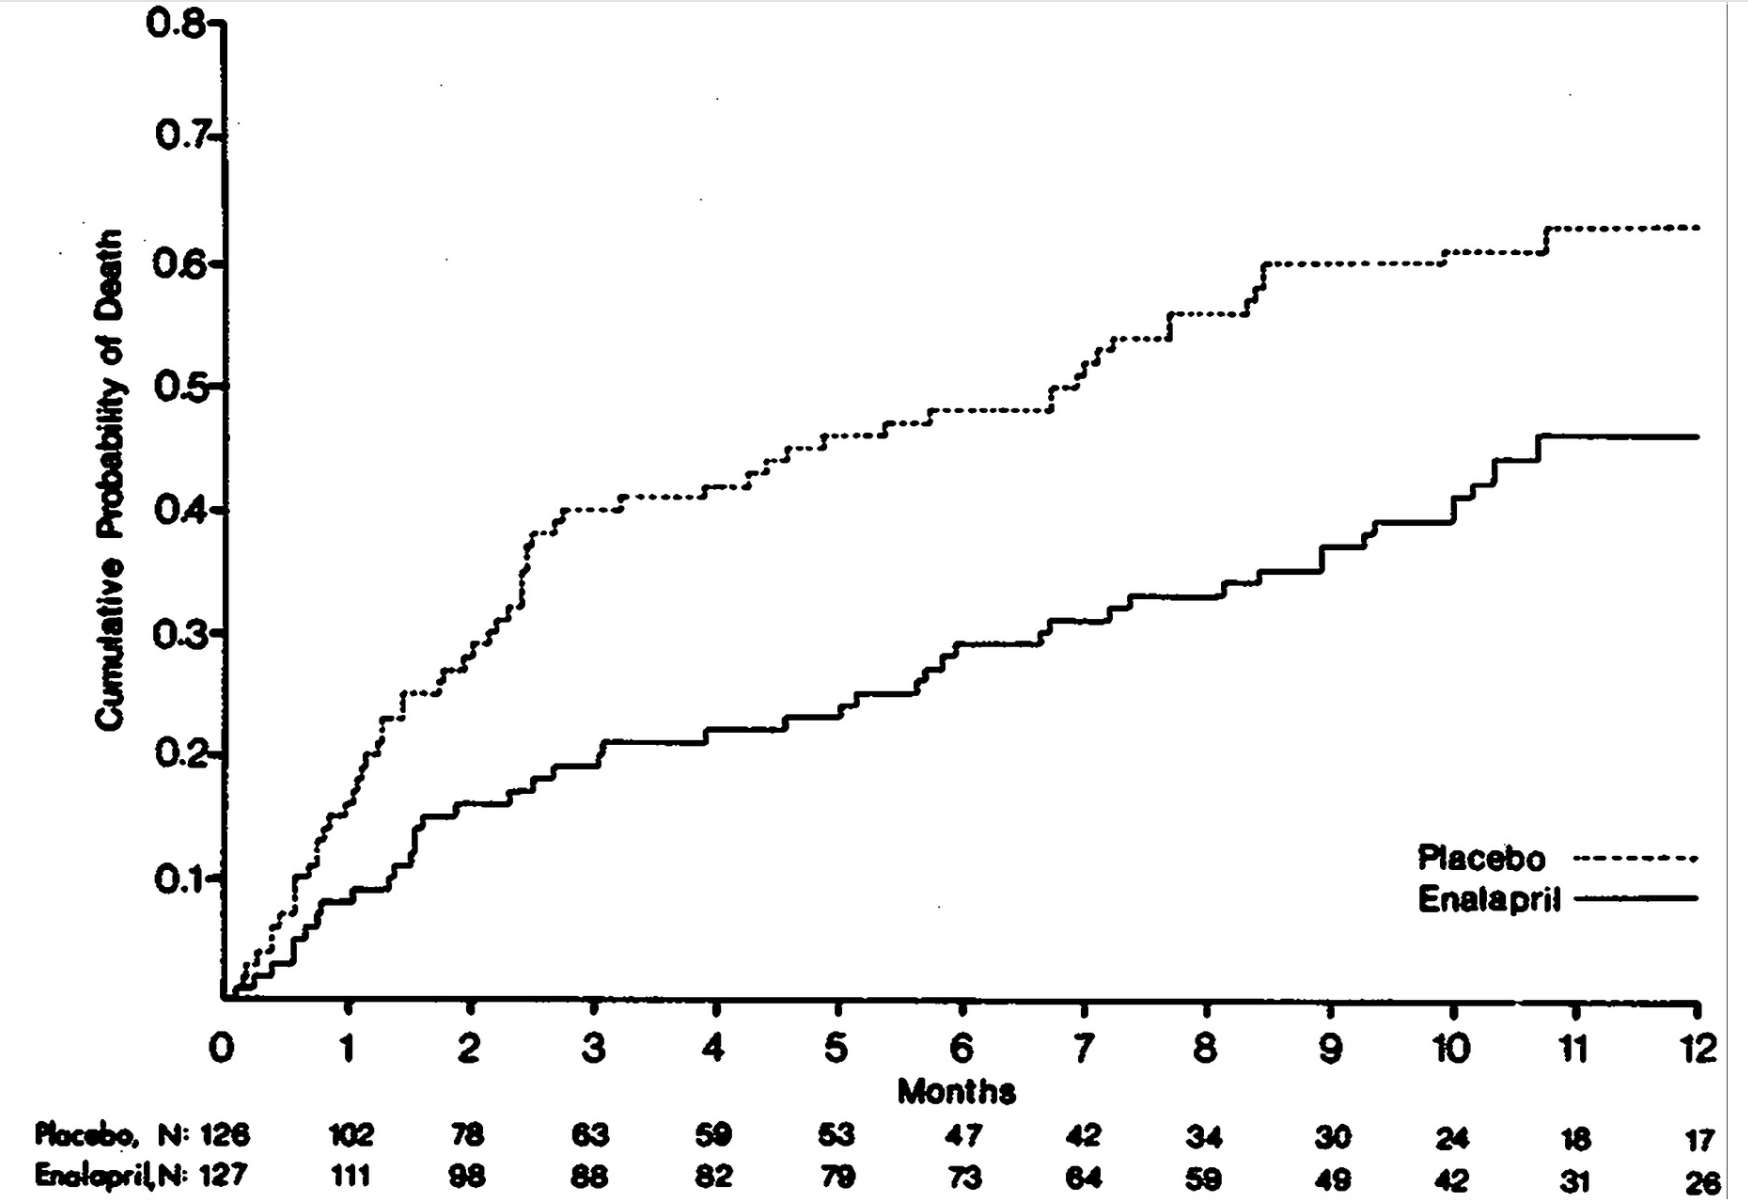 0.8
0.7
0.6
0.5
0.4
0.3
0.2
0.1
Cumulative Probability of Death
Placebo
Enalapril
0 1 2 3 4 5 6 7 8 9 10 11 12
Months
Placebo, N: 126 102 78 63 59 53 47 42 34 30 24 18 17
Enalapril, N: 127 111 98 88 82 79 73 64 59 49 42 31 26